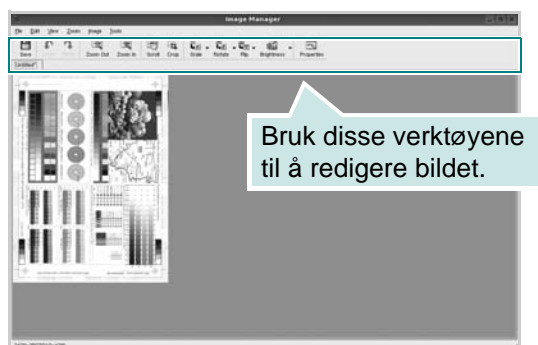 Image Manager
File Edit View Zoom Image Tools
Save Zoom Out Zoom In Scroll Crop Scale Rotate Flip Brightness Properties
Bruk disse verktøyene
til å redigere bildet.